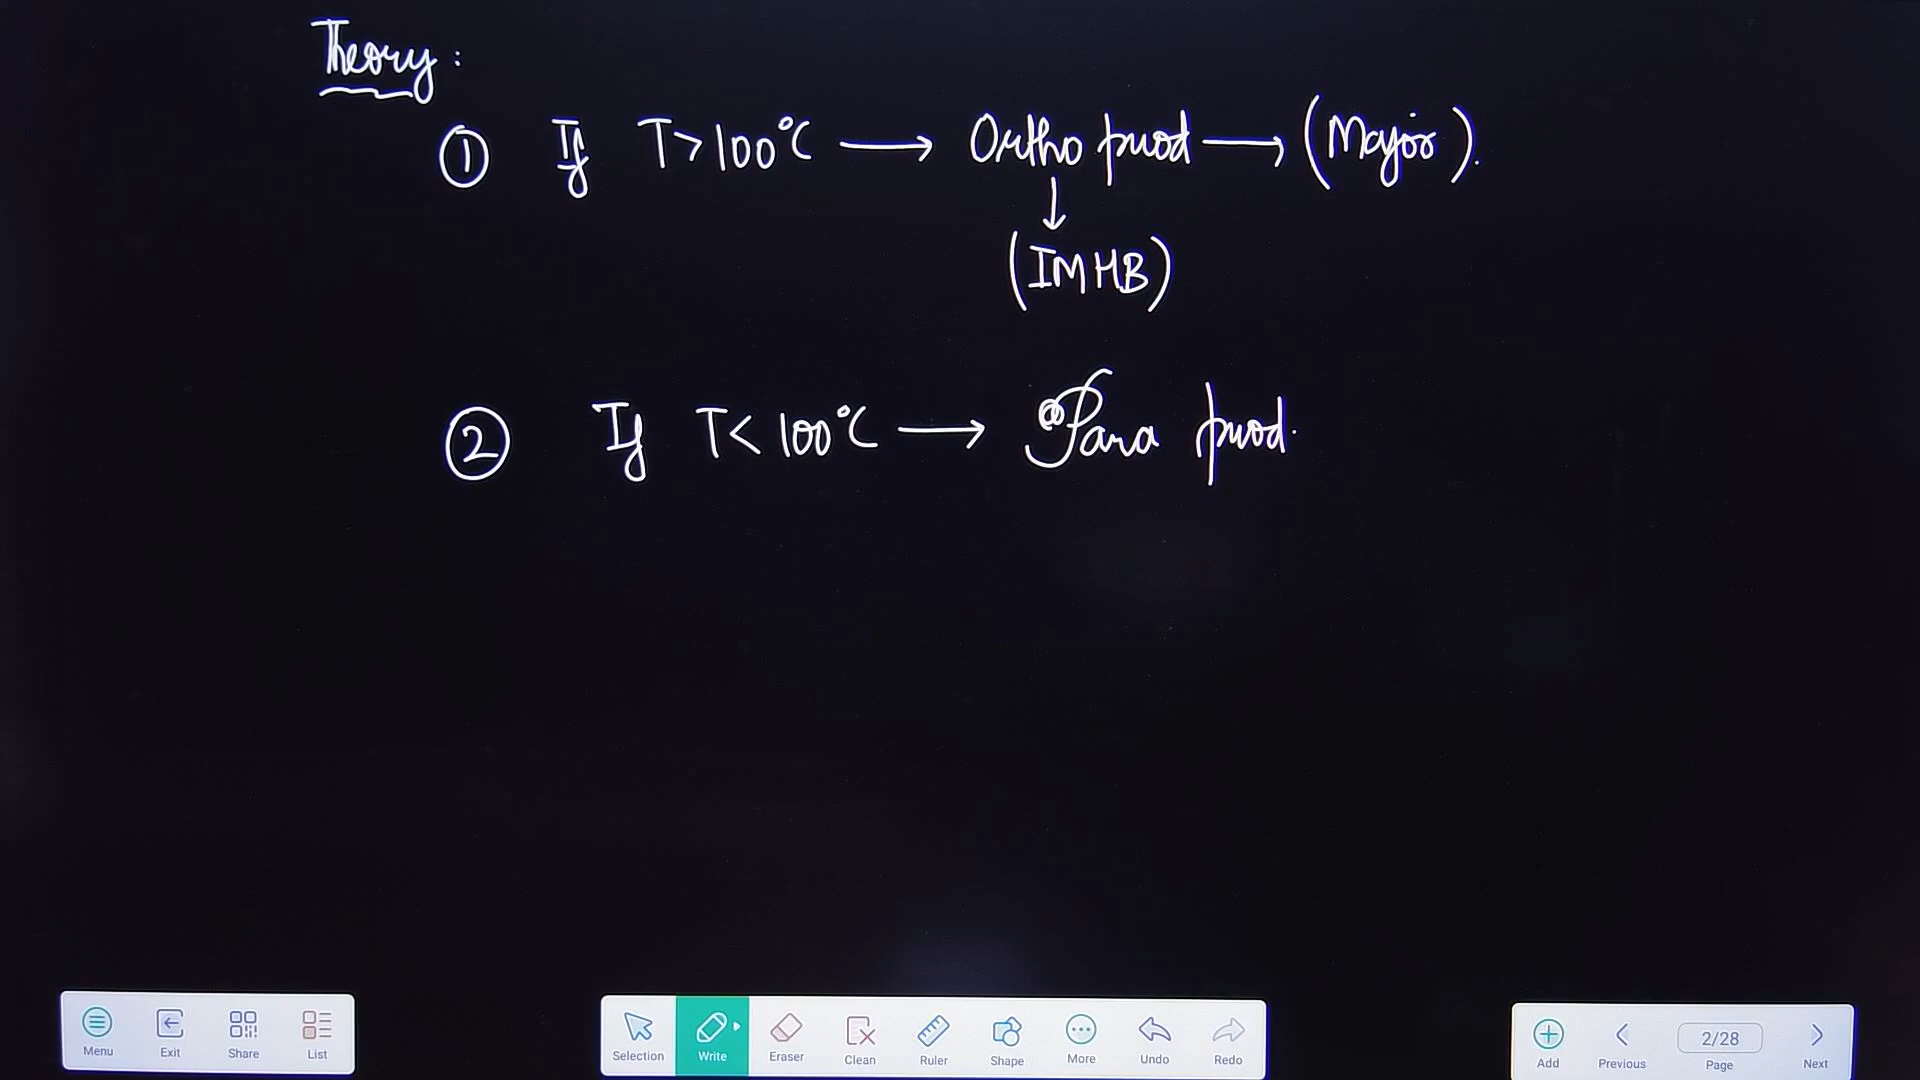 Theory :
① If T > 100°C ⟶ Ortho prod ⟶ (Major).
↓
(IMHB)
② If T < 100°C ⟶ Para prod.
Menu Exit Share List
Selection Write Eraser Clean Ruler Shape More Undo Redo
Add Previous 2/28 Page Next